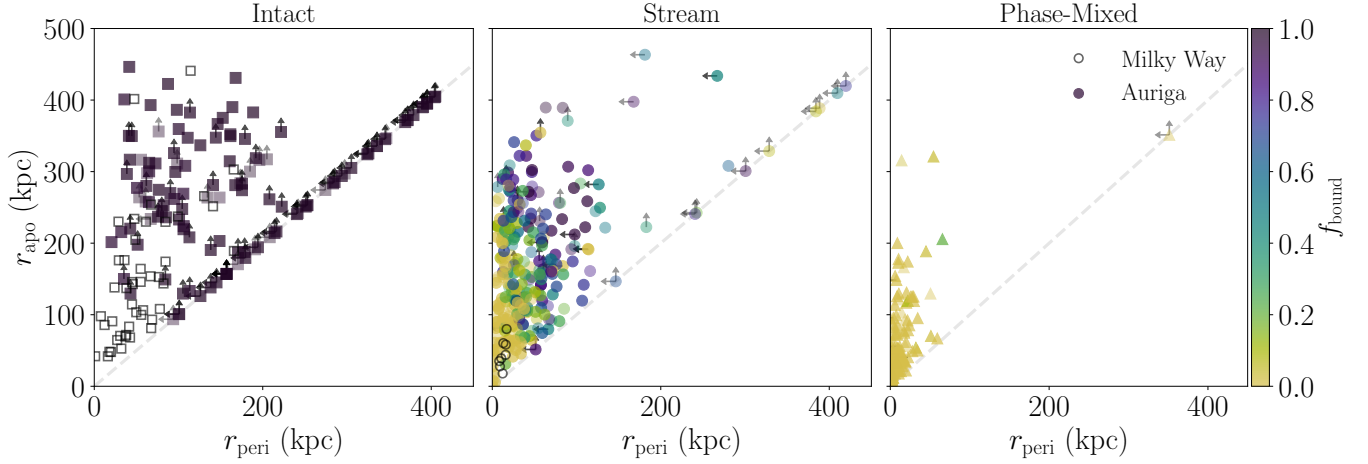 Intact
Stream
Phase-Mixed
500
400
300
200
100
0
r_apo (kpc)
0
200
400
r_peri (kpc)
0
200
400
r_peri (kpc)
Milky Way
Auriga
0
200
400
r_peri (kpc)
1.0
0.8
0.6
0.4
0.2
0.0
f_bound